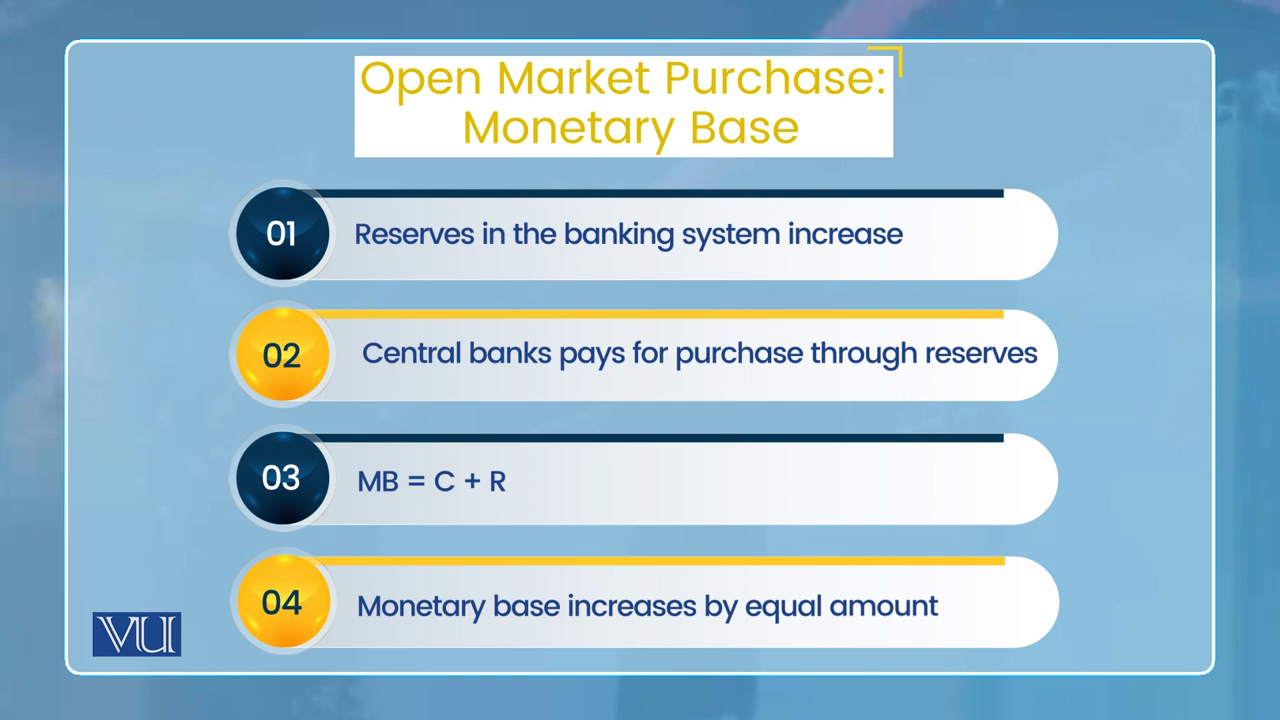 Open Market Purchase:
Monetary Base
01
Reserves in the banking system increase
02
Central banks pays for purchase through reserves
03
MB = C + R
04
Monetary base increases by equal amount
VU